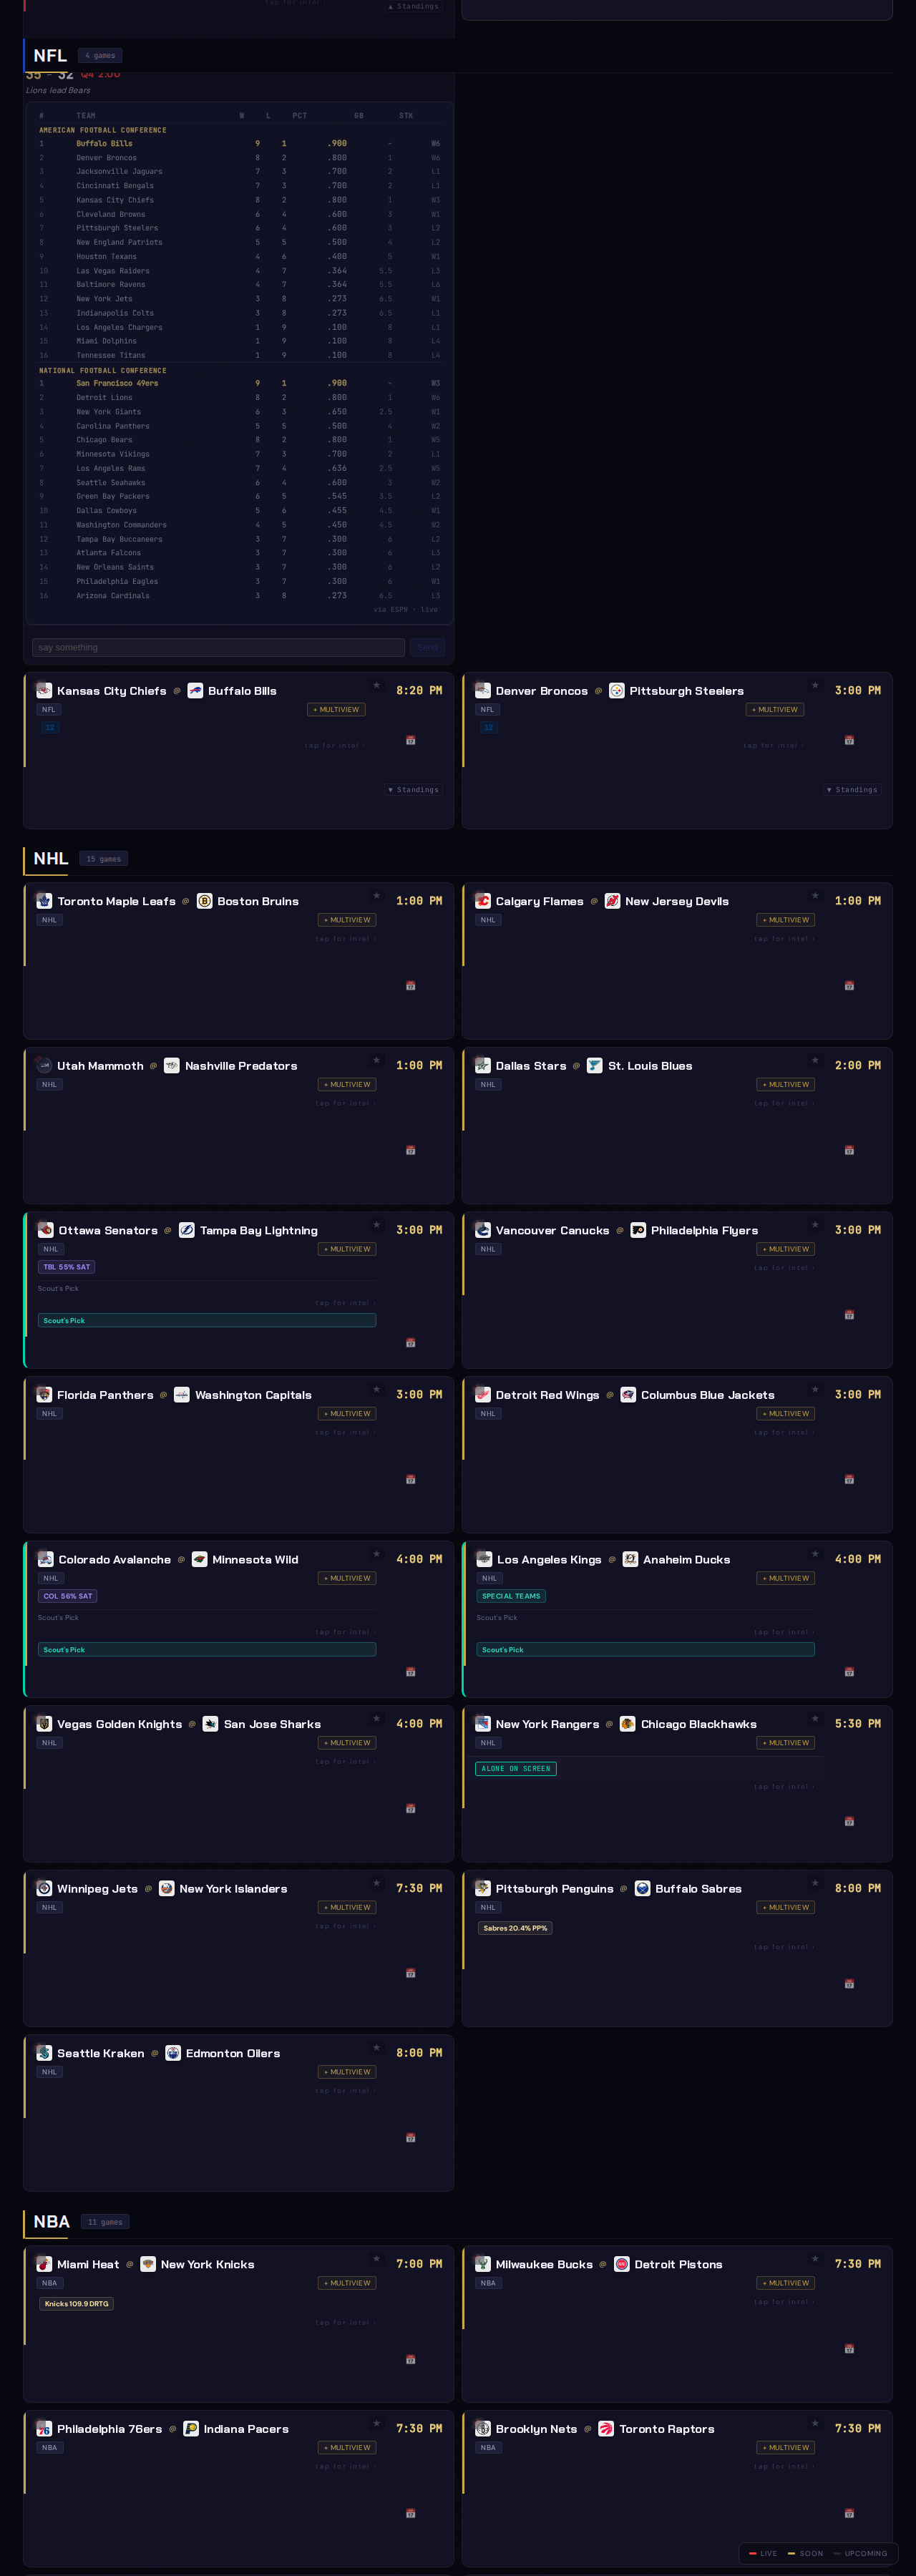 tap for intel ›
▲ Standings
NFL
4 games
35 - 32 Q4 2:00
Lions lead Bears
# TEAM W L PCT GB STK
AMERICAN FOOTBALL CONFERENCE
1 Buffalo Bills 9 1 .900 - W6
2 Denver Broncos 8 2 .800 1 W6
3 Jacksonville Jaguars 7 3 .700 2 L1
4 Cincinnati Bengals 7 3 .700 2 L1
5 Kansas City Chiefs 8 2 .800 1 W3
6 Cleveland Browns 6 4 .600 3 W1
7 Pittsburgh Steelers 6 4 .600 3 L2
8 New England Patriots 5 5 .500 4 L2
9 Houston Texans 4 6 .400 5 W1
10 Las Vegas Raiders 4 7 .364 5.5 L3
11 Baltimore Ravens 4 7 .364 5.5 L6
12 New York Jets 3 8 .273 6.5 W1
13 Indianapolis Colts 3 8 .273 6.5 L1
14 Los Angeles Chargers 1 9 .100 8 L1
15 Miami Dolphins 1 9 .100 8 L4
16 Tennessee Titans 1 9 .100 8 L4
NATIONAL FOOTBALL CONFERENCE
1 San Francisco 49ers 9 1 .900 - W3
2 Detroit Lions 8 2 .800 1 W6
3 New York Giants 6 3 .650 2.5 W1
4 Carolina Panthers 5 5 .500 4 W2
5 Chicago Bears 8 2 .800 1 W5
6 Minnesota Vikings 7 3 .700 2 L1
7 Los Angeles Rams 7 4 .636 2.5 W5
8 Seattle Seahawks 6 4 .600 3 W2
9 Green Bay Packers 6 5 .545 3.5 L2
10 Dallas Cowboys 5 6 .455 4.5 W1
11 Washington Commanders 4 5 .450 4.5 W2
12 Tampa Bay Buccaneers 3 7 .300 6 L2
13 Atlanta Falcons 3 7 .300 6 L3
14 New Orleans Saints 3 7 .300 6 L2
15 Philadelphia Eagles 3 7 .300 6 W1
16 Arizona Cardinals 3 8 .273 6.5 L3
via ESPN · live
say something
Send
Kansas City Chiefs @ Buffalo Bills 8:20 PM
NFL + MULTIVIEW
12
tap for intel ›
▼ Standings
Denver Broncos @ Pittsburgh Steelers 3:00 PM
NFL + MULTIVIEW
12
tap for intel ›
▼ Standings
NHL
15 games
Toronto Maple Leafs @ Boston Bruins 1:00 PM
NHL + MULTIVIEW
tap for intel ›
Calgary Flames @ New Jersey Devils 1:00 PM
NHL + MULTIVIEW
tap for intel ›
Utah Mammoth @ Nashville Predators 1:00 PM
NHL + MULTIVIEW
tap for intel ›
Dallas Stars @ St. Louis Blues 2:00 PM
NHL + MULTIVIEW
tap for intel ›
Ottawa Senators @ Tampa Bay Lightning 3:00 PM
NHL + MULTIVIEW
TBL 55% SAT
Scout's Pick
tap for intel ›
Scout's Pick
Vancouver Canucks @ Philadelphia Flyers 3:00 PM
NHL + MULTIVIEW
tap for intel ›
Florida Panthers @ Washington Capitals 3:00 PM
NHL + MULTIVIEW
tap for intel ›
Detroit Red Wings @ Columbus Blue Jackets 3:00 PM
NHL + MULTIVIEW
tap for intel ›
Colorado Avalanche @ Minnesota Wild 4:00 PM
NHL + MULTIVIEW
COL 56% SAT
Scout's Pick
tap for intel ›
Scout's Pick
Los Angeles Kings @ Anaheim Ducks 4:00 PM
NHL + MULTIVIEW
SPECIAL TEAMS
Scout's Pick
tap for intel ›
Scout's Pick
Vegas Golden Knights @ San Jose Sharks 4:00 PM
NHL + MULTIVIEW
tap for intel ›
New York Rangers @ Chicago Blackhawks 5:30 PM
NHL + MULTIVIEW
ALONE ON SCREEN
tap for intel ›
Winnipeg Jets @ New York Islanders 7:30 PM
NHL + MULTIVIEW
tap for intel ›
Pittsburgh Penguins @ Buffalo Sabres 8:00 PM
NHL + MULTIVIEW
Sabres 20.4% PP%
tap for intel ›
Seattle Kraken @ Edmonton Oilers 8:00 PM
NHL + MULTIVIEW
tap for intel ›
NBA
11 games
Miami Heat @ New York Knicks 7:00 PM
NBA + MULTIVIEW
Knicks 109.9 DRTG
tap for intel ›
Milwaukee Bucks @ Detroit Pistons 7:30 PM
NBA + MULTIVIEW
tap for intel ›
Philadelphia 76ers @ Indiana Pacers 7:30 PM
NBA + MULTIVIEW
tap for intel ›
Brooklyn Nets @ Toronto Raptors 7:30 PM
NBA + MULTIVIEW
tap for intel ›
LIVE SOON UPCOMING